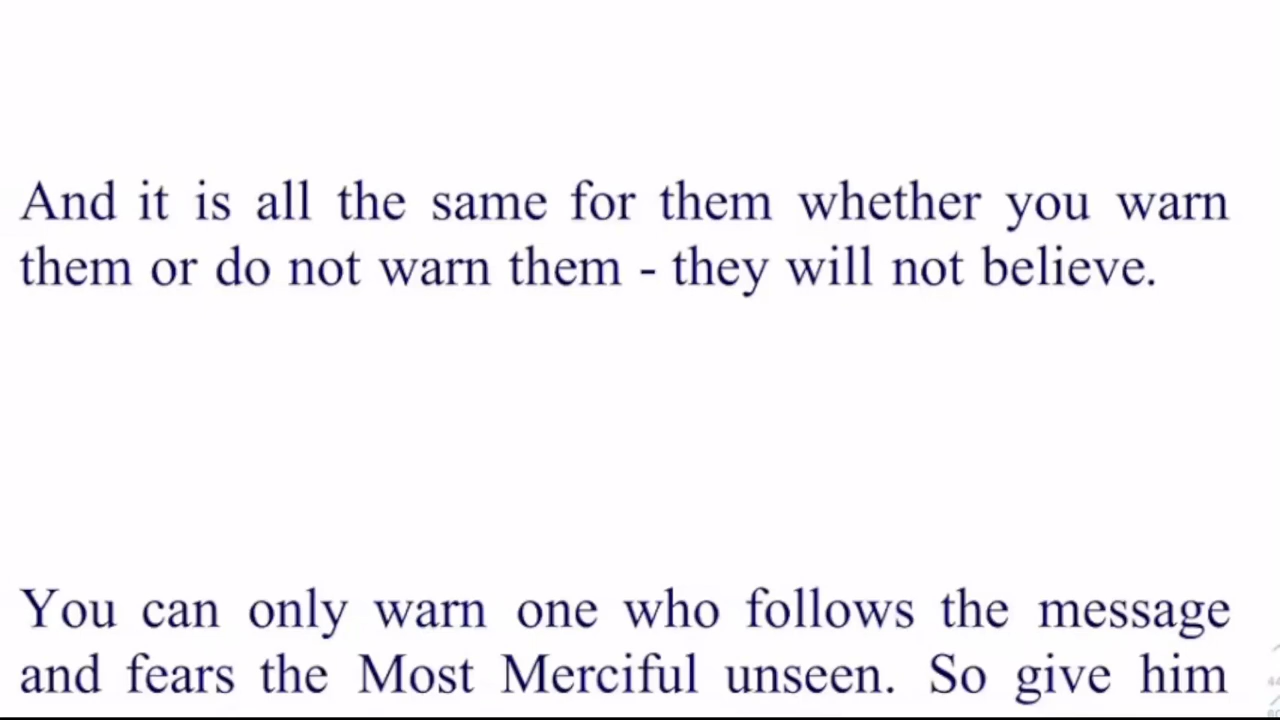 And it is all the same for them whether you warn
them or do not warn them - they will not believe.
You can only warn one who follows the message
and fears the Most Merciful unseen. So give him